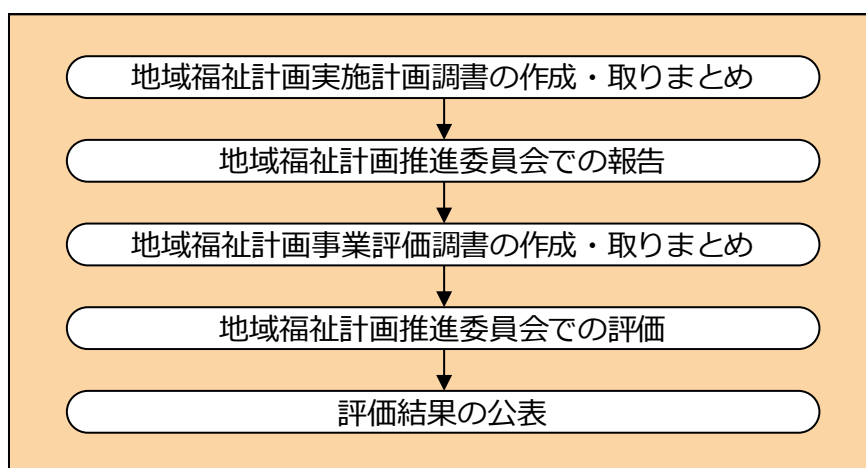 地域福祉計画実施計画調書の作成・取りまとめ
地域福祉計画推進委員会での報告
地域福祉計画事業評価調書の作成・取りまとめ
地域福祉計画推進委員会での評価
評価結果の公表